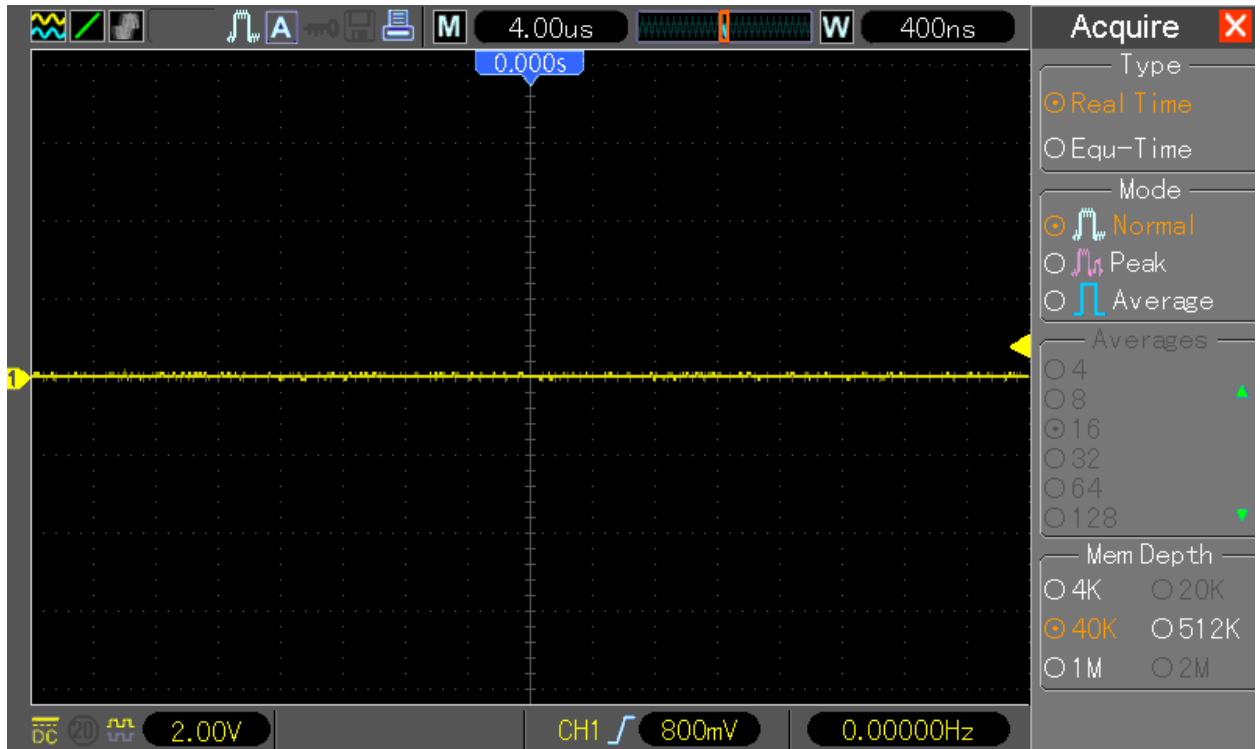 A M 4.00us W 400ns
0.000s
1
DC 20 2.00V CH1 800mV 0.00000Hz
Acquire X
Type
Real Time
Equ-Time
Mode
Normal
Peak
Average
Averages
4
8
16
32
64
128
Mem Depth
4K 20K
40K 512K
1M 2M